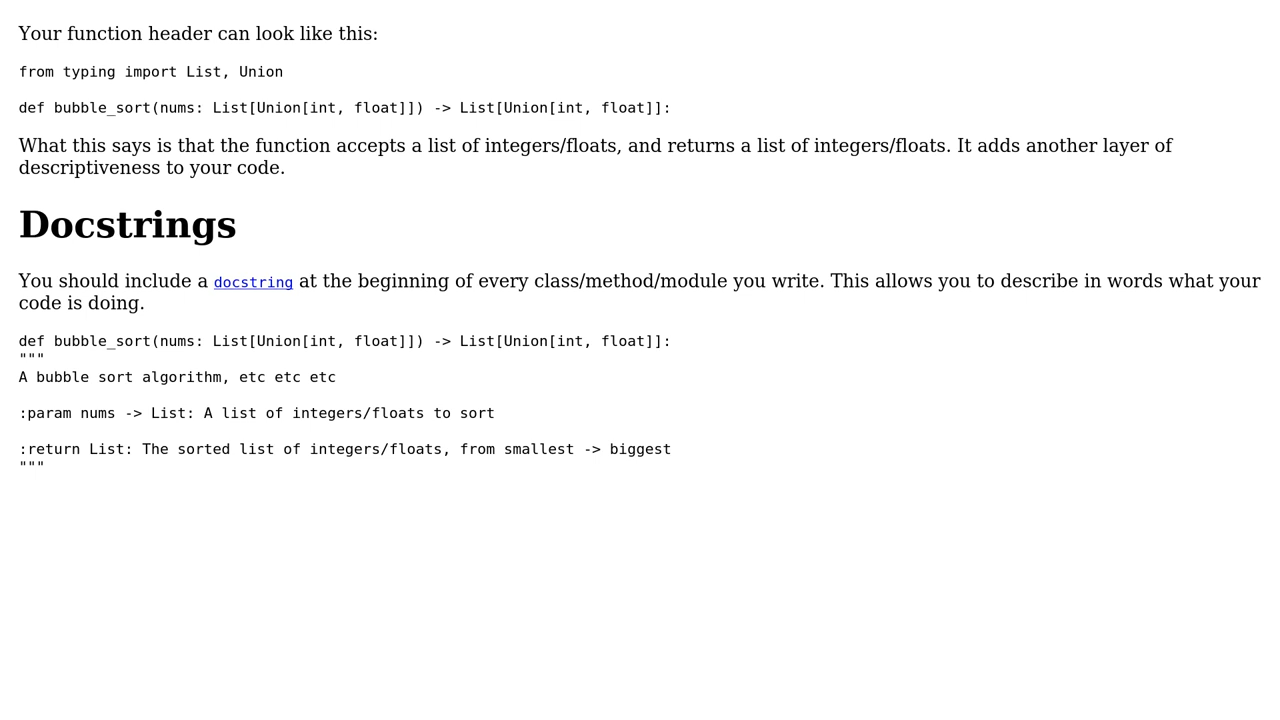 Your function header can look like this:
from typing import List, Union
def bubble_sort(nums: List[Union[int, float]]) -> List[Union[int, float]]:
What this says is that the function accepts a list of integers/floats, and returns a list of integers/floats. It adds another layer of
descriptiveness to your code.
Docstrings
You should include a docstring at the beginning of every class/method/module you write. This allows you to describe in words what your
code is doing.
def bubble_sort(nums: List[Union[int, float]]) -> List[Union[int, float]]:
"""
A bubble sort algorithm, etc etc etc
:param nums -> List: A list of integers/floats to sort
:return List: The sorted list of integers/floats, from smallest -> biggest
"""